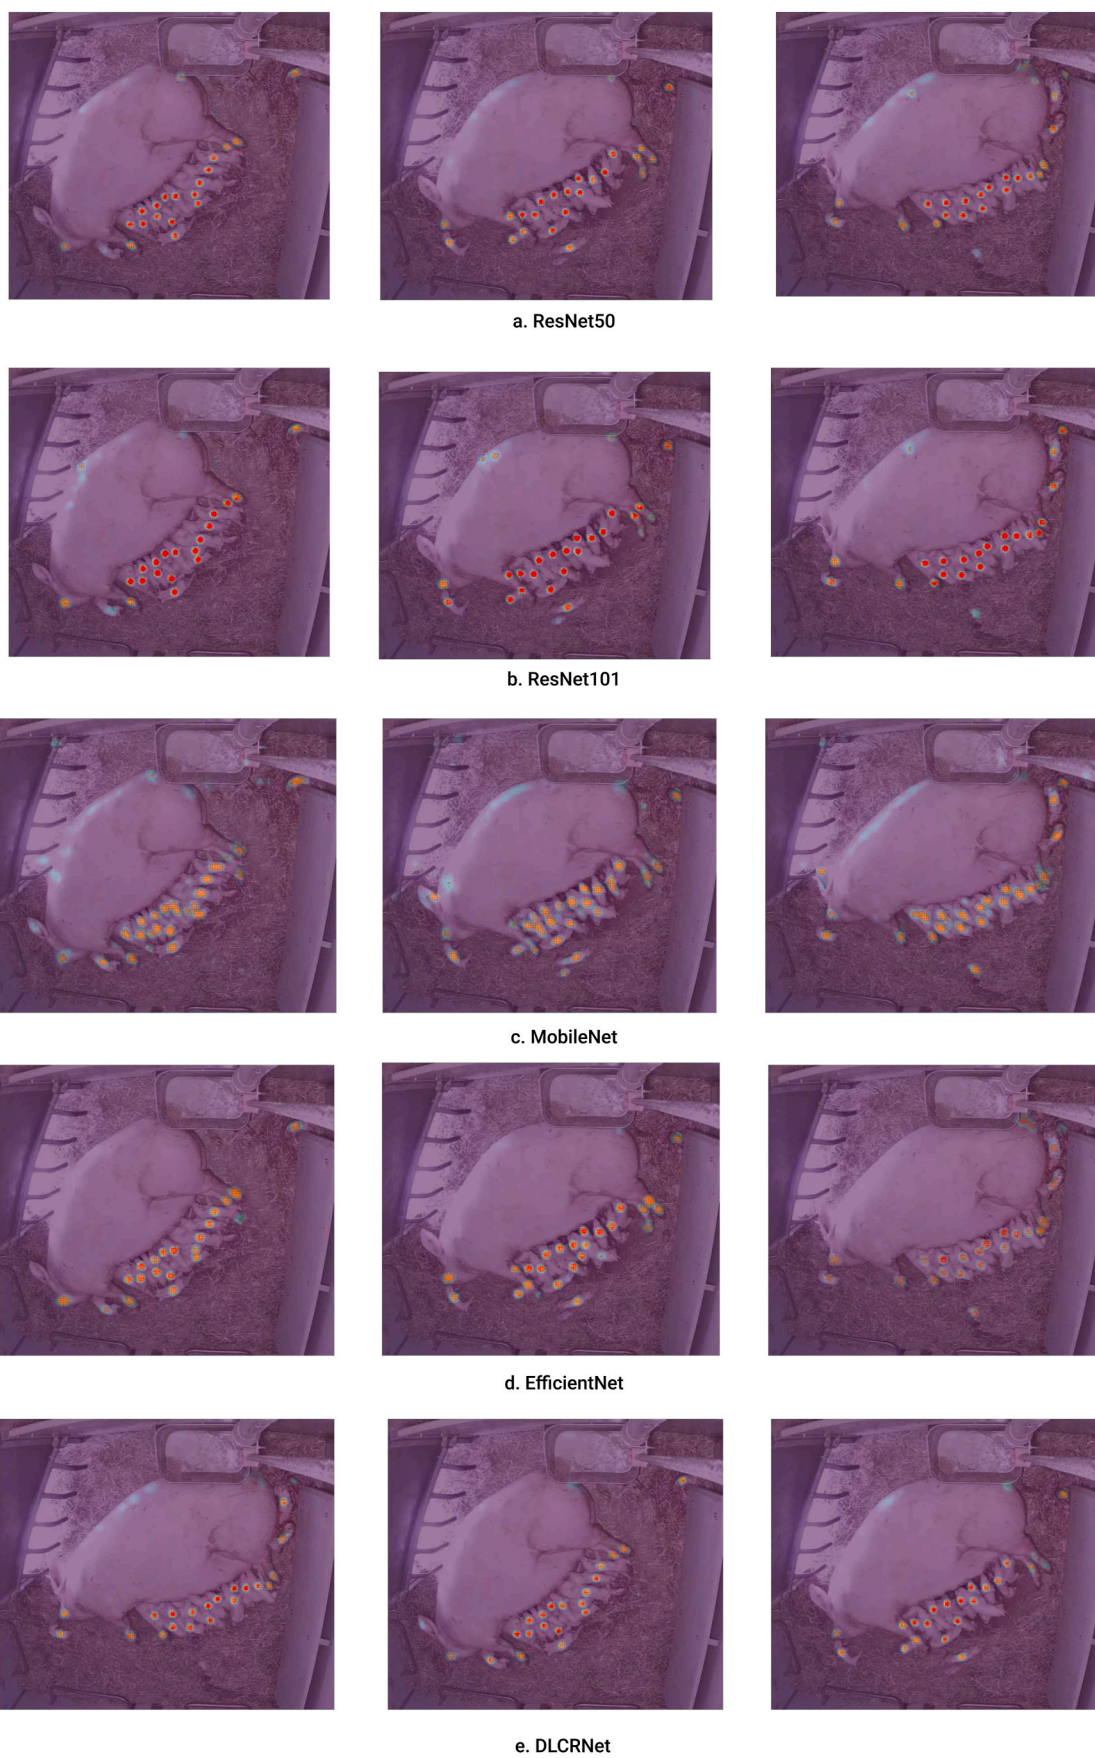 a. ResNet50
b. ResNet101
c. MobileNet
d. EfficientNet
e. DLCRNet